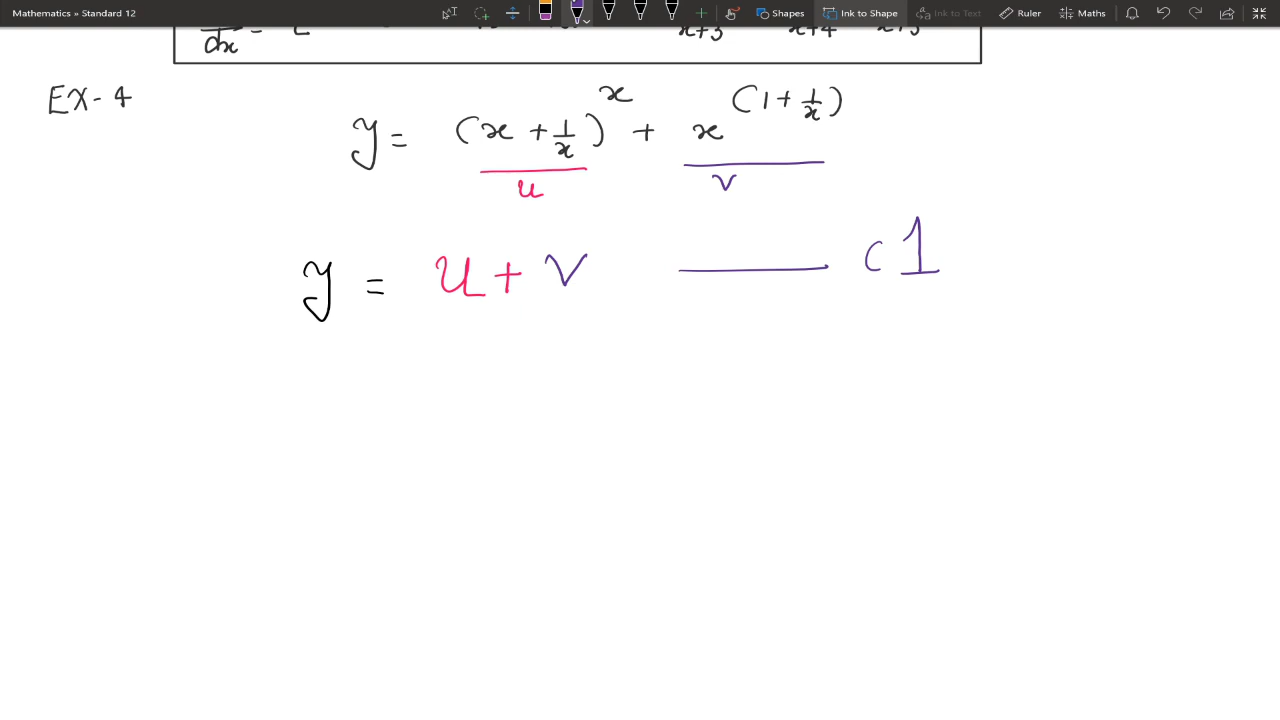 Mathematics » Standard 12
Shapes Ink to Shape Ink to Text Ruler Maths
EX-4
y = (x + 1/x)^x + x^(1 + 1/x)
u v
y = u + v —— (1